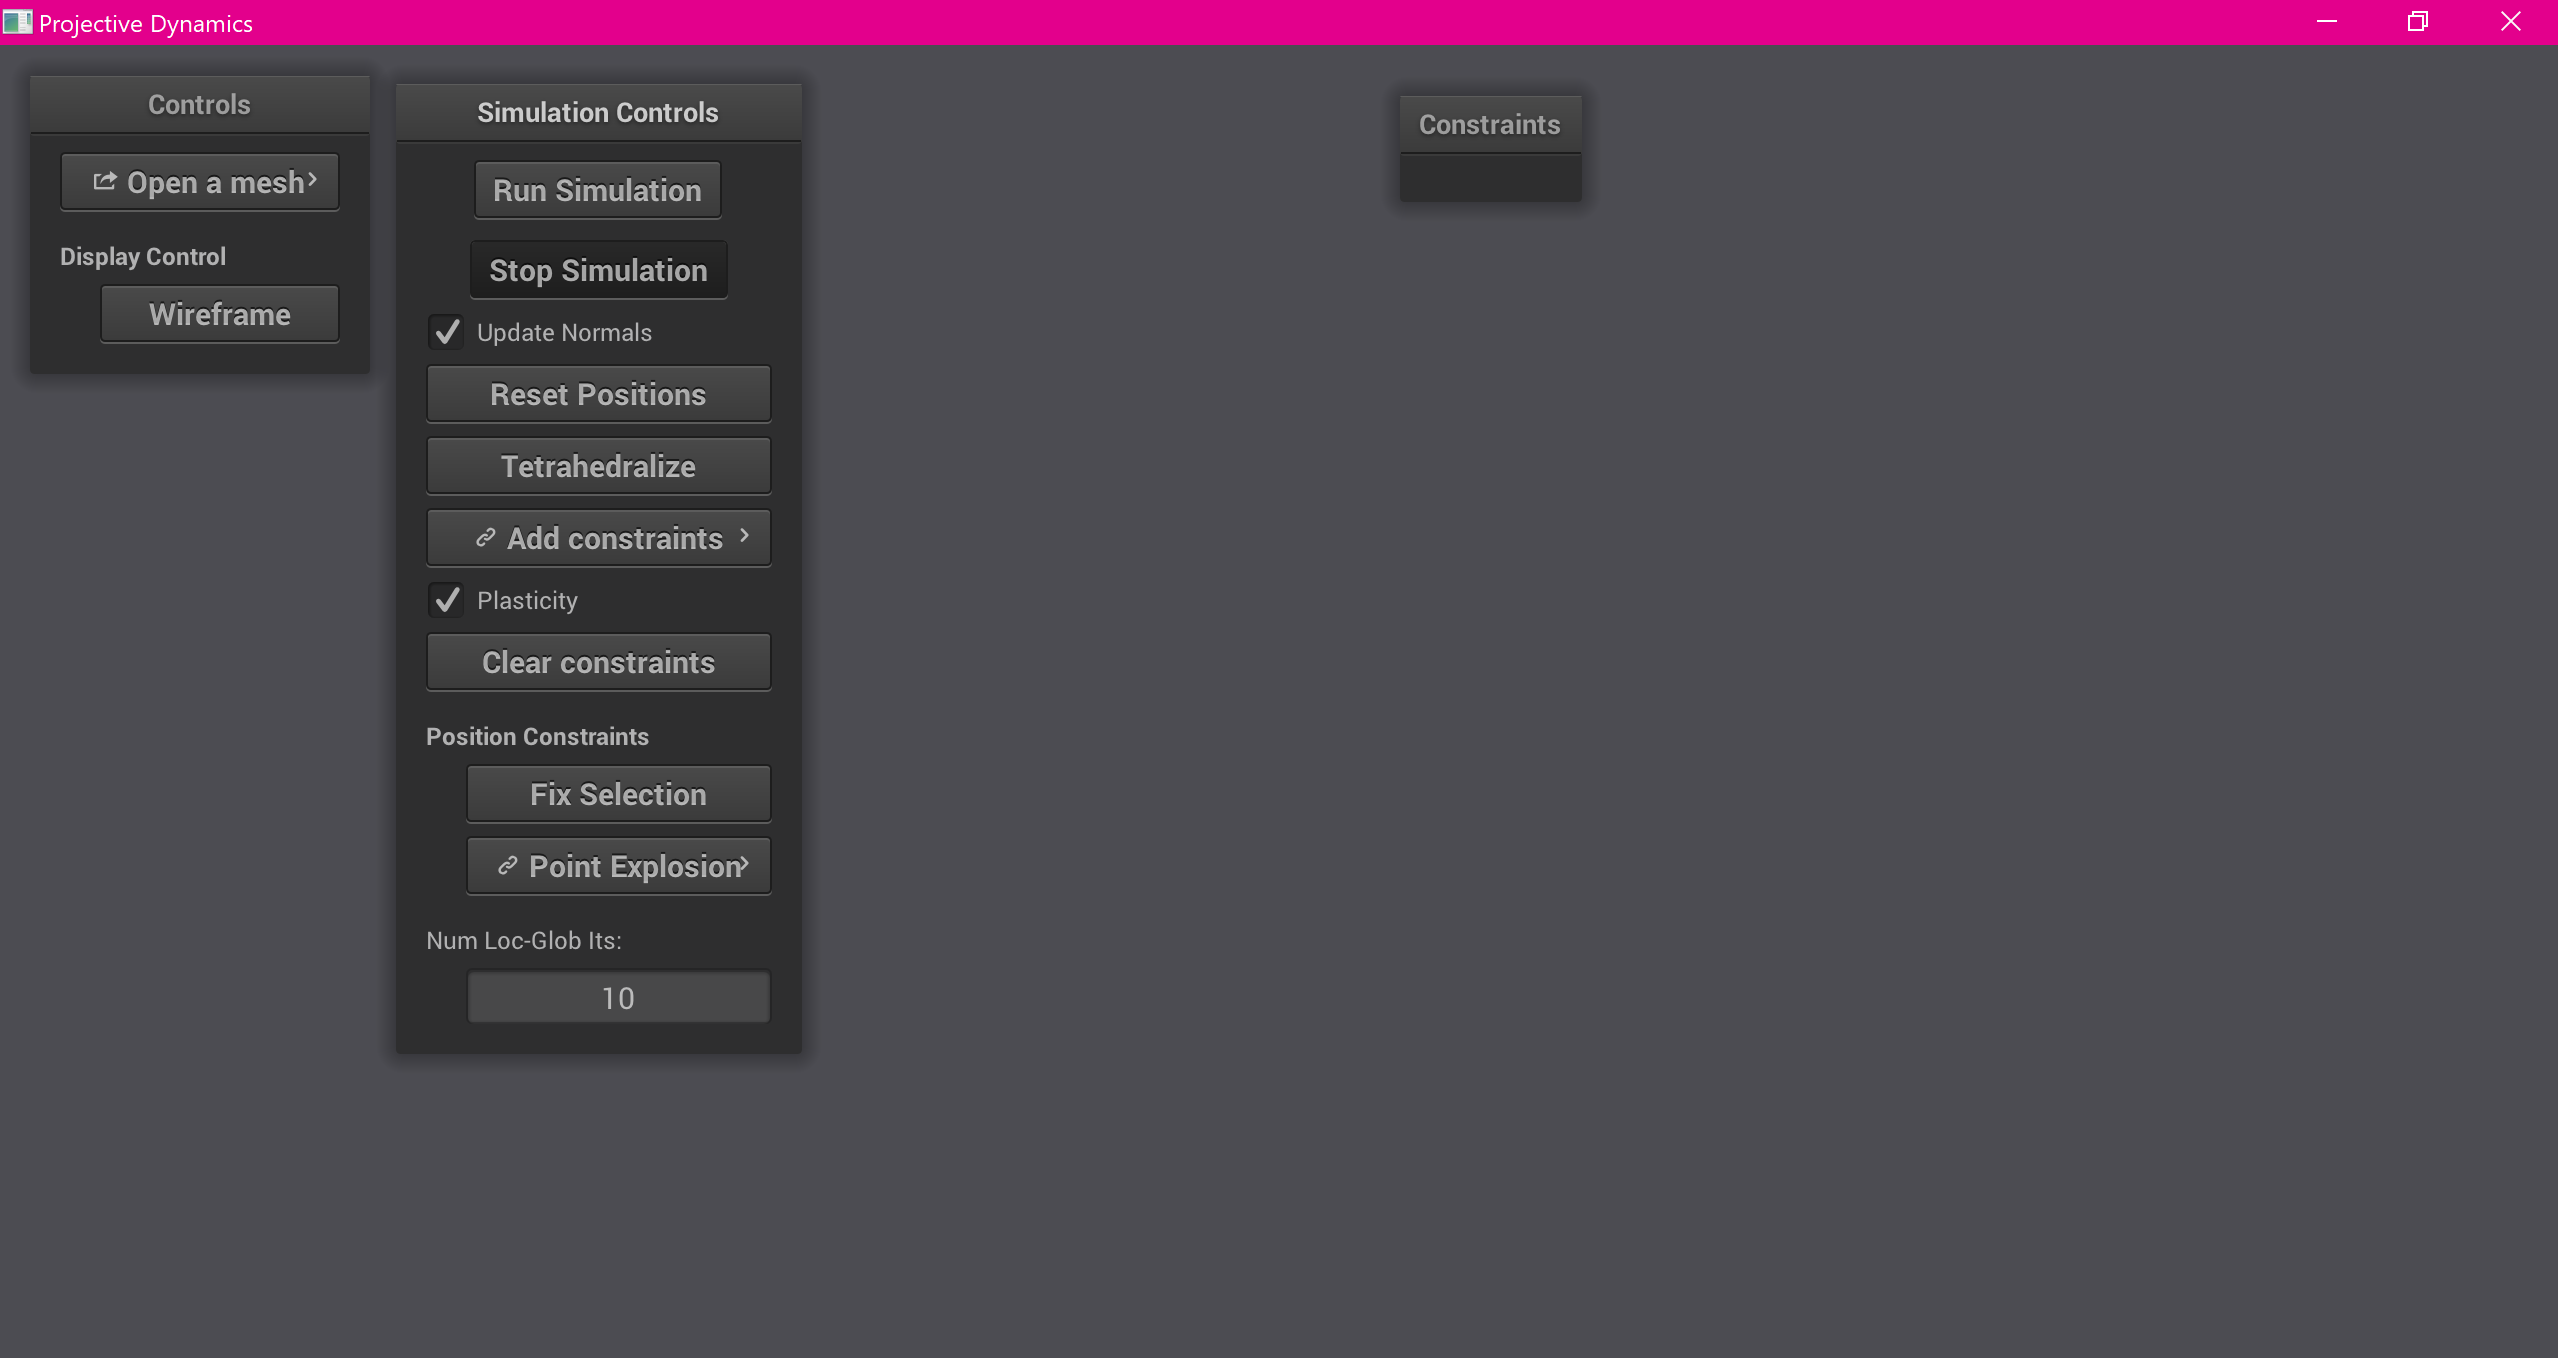 Projective Dynamics
Controls
Open a mesh
Display Control
Wireframe
Simulation Controls
Run Simulation
Stop Simulation
Update Normals
Reset Positions
Tetrahedralize
Add constraints
Plasticity
Clear constraints
Position Constraints
Fix Selection
Point Explosion
Num Loc-Glob Its:
10
Constraints